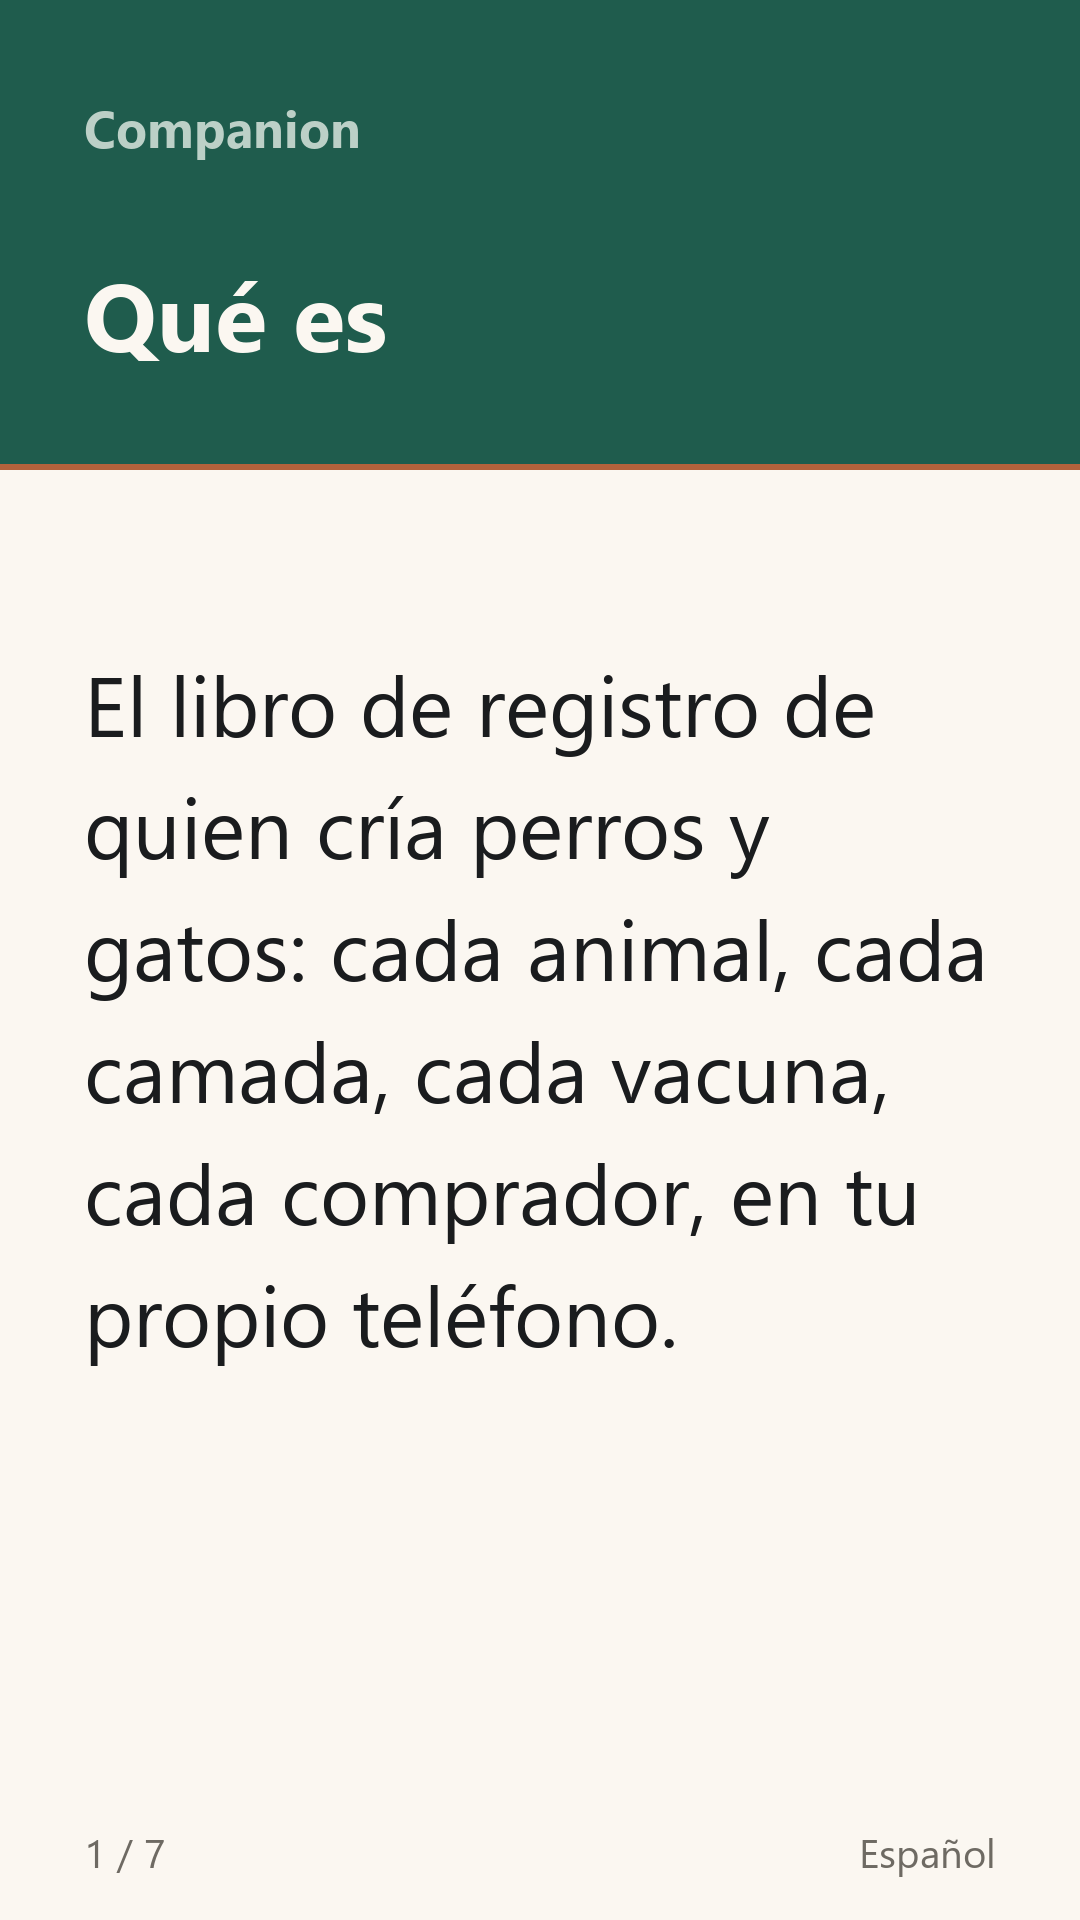 Companion
Qué es
El libro de registro de
quien cría perros y
gatos: cada animal, cada
camada, cada vacuna,
cada comprador, en tu
propio teléfono.
1 / 7
Español